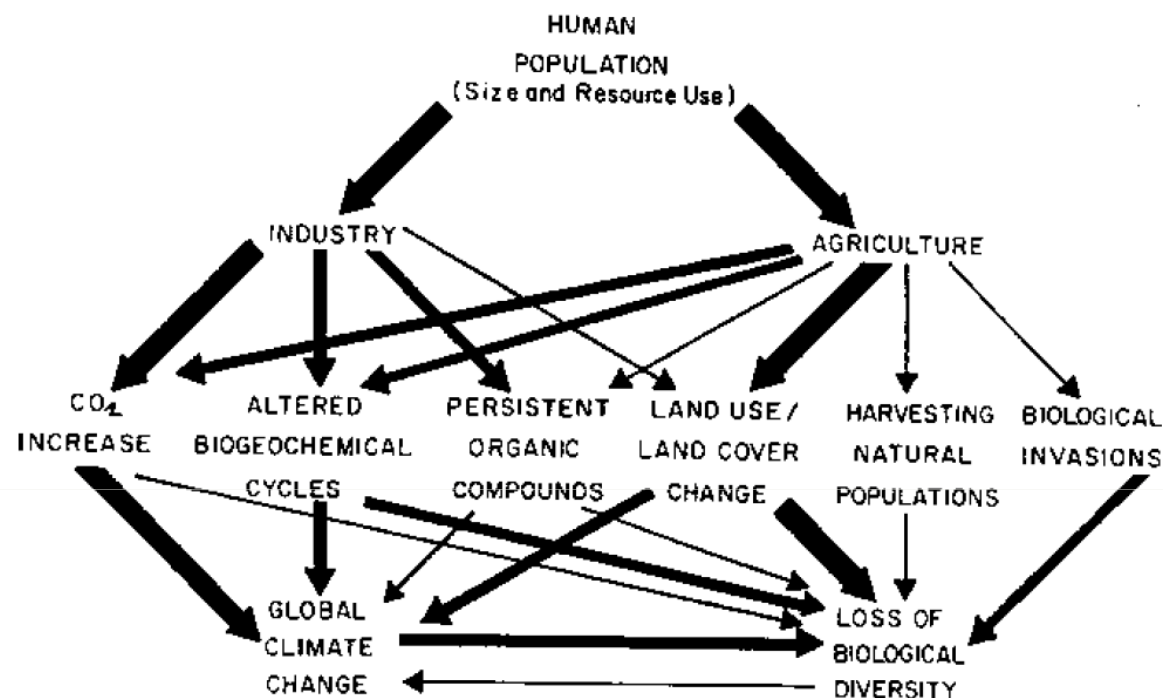 HUMAN
POPULATION
(Size and Resource Use)
INDUSTRY
AGRICULTURE
CO2
INCREASE
ALTERED
BIOGEOCHEMICAL
CYCLES
PERSISTENT
ORGANIC
COMPOUNDS
LAND USE/
LAND COVER
CHANGE
HARVESTING
NATURAL
POPULATIONS
BIOLOGICAL
INVASIONS
GLOBAL
CLIMATE
CHANGE
LOSS OF
BIOLOGICAL
DIVERSITY